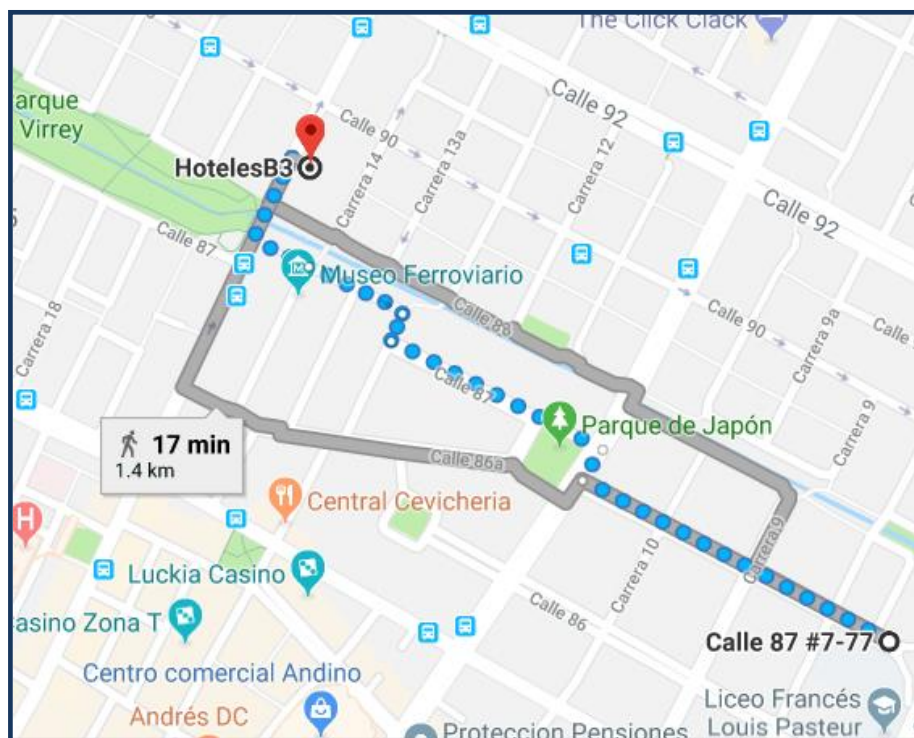 The Click Clack
Calle 92
arque
Virrey
Calle 90
HotelesB3
Carrera 14
Carrera 13a
Carrera 12
Calle 92
Calle 87
Museo Ferroviario
Calle 88
Calle 90
Carrera 9a
Carrera 18
Calle 87
Carrera 9
Parque de Japón
17 min
1.4 km
Calle 86a
H
Central Cevicheria
Carrera 10
Carrera 9
Luckia Casino
Calle 86
asino Zona T
Calle 87 #7-77
Centro comercial Andino
Andrés DC
Liceo Francés
Louis Pasteur
Proteccion Pensiones